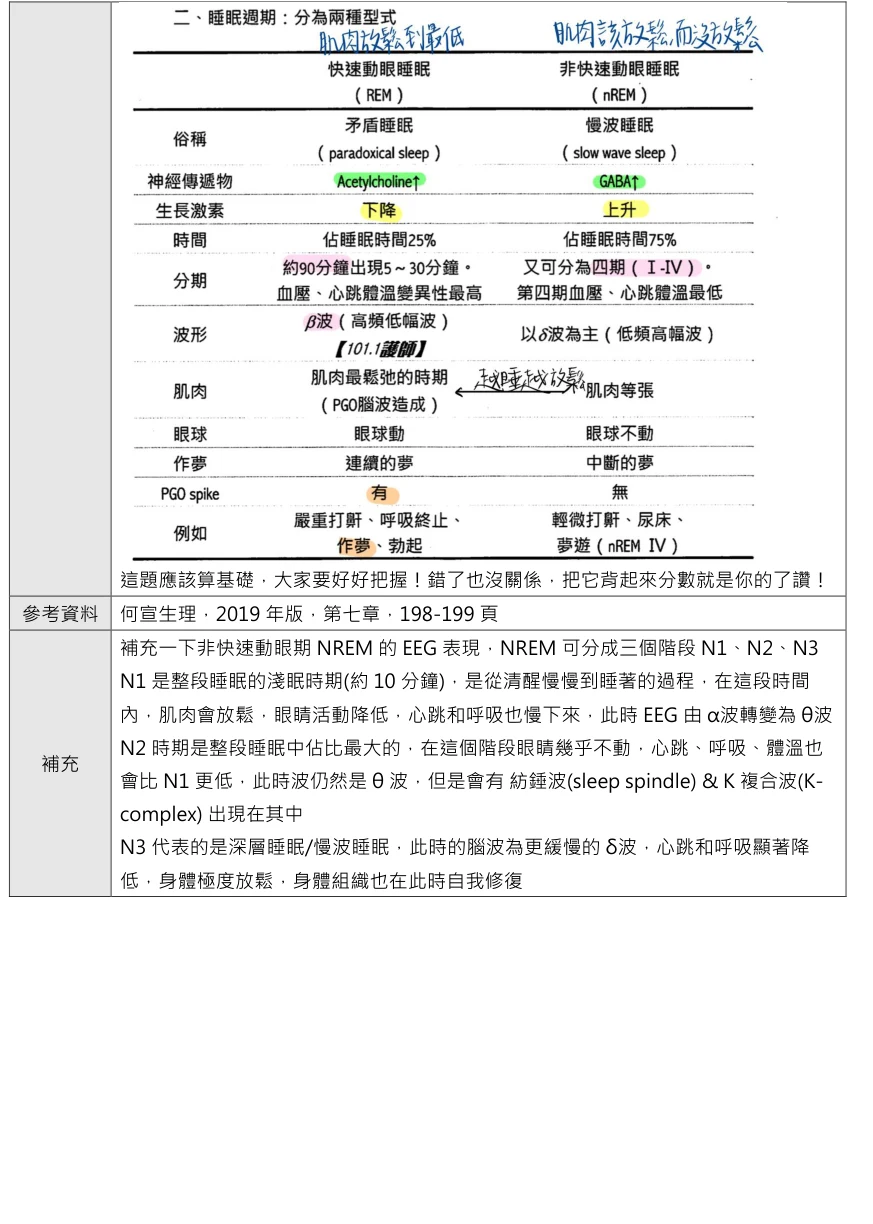 二、睡眠週期：分為兩種型式
肌肉放鬆到最低 肌肉該放鬆而沒放鬆
快速動眼睡眠 非快速動眼睡眠
（REM） （nREM）
俗稱 矛盾睡眠 慢波睡眠
（paradoxical sleep） （slow wave sleep）
神經傳遞物 Acetylcholine↑ GABA↑
生長激素 下降 上升
時間 佔睡眠時間25% 佔睡眠時間75%
分期 約90分鐘出現5～30分鐘。 又可分為四期（Ⅰ-Ⅳ）。
血壓、心跳體溫變異性最高 第四期血壓、心跳體溫最低
波形 β波（高頻低幅波） 以δ波為主（低頻高幅波）
【101.1護師】
肌肉 肌肉最鬆弛的時期 越睡越放鬆 肌肉等張
（PGO腦波造成）
眼球 眼球動 眼球不動
作夢 連續的夢 中斷的夢
PGO spike 有 無
例如 嚴重打鼾、呼吸終止、 輕微打鼾、尿床、
作夢、勃起 夢遊（nREM Ⅳ）
這題應該算基礎，大家要好好把握！錯了也沒關係，把它背起來分數就是你的了讚！
參考資料 何宣生理，2019 年版，第七章，198-199 頁
補充 補充一下非快速動眼期 NREM 的 EEG 表現，NREM 可分成三個階段 N1、N2、N3
N1 是整段睡眠的淺眠時期(約 10 分鐘)，是從清醒慢慢到睡著的過程，在這段時間
內，肌肉會放鬆，眼睛活動降低，心跳和呼吸也慢下來，此時 EEG 由 α波轉變為 θ波
N2 時期是整段睡眠中佔比最大的，在這個階段眼睛幾乎不動，心跳、呼吸、體溫也
會比 N1 更低，此時波仍然是 θ 波，但是會有 紡錘波(sleep spindle) & K 複合波(K-
complex) 出現在其中
N3 代表的是深層睡眠/慢波睡眠，此時的腦波為更緩慢的 δ波，心跳和呼吸顯著降
低，身體極度放鬆，身體組織也在此時自我修復